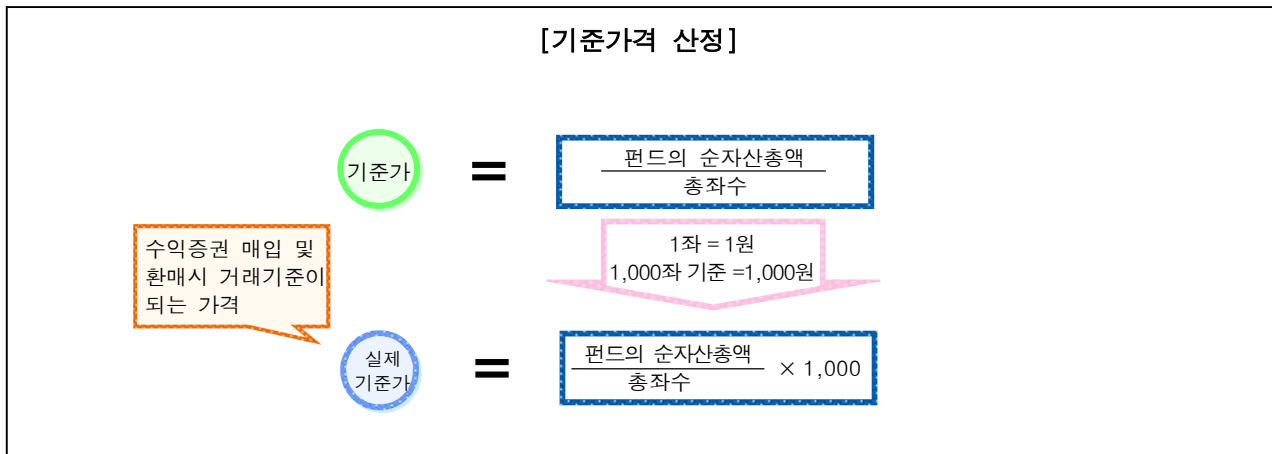 [기준가격 산정]
기준가
=
펀드의 순자산총액
총좌수
수익증권 매입 및
환매시 거래기준이
되는 가격
1좌 = 1원
1,000좌 기준 =1,000원
실제
기준가
=
펀드의 순자산총액
총좌수
× 1,000